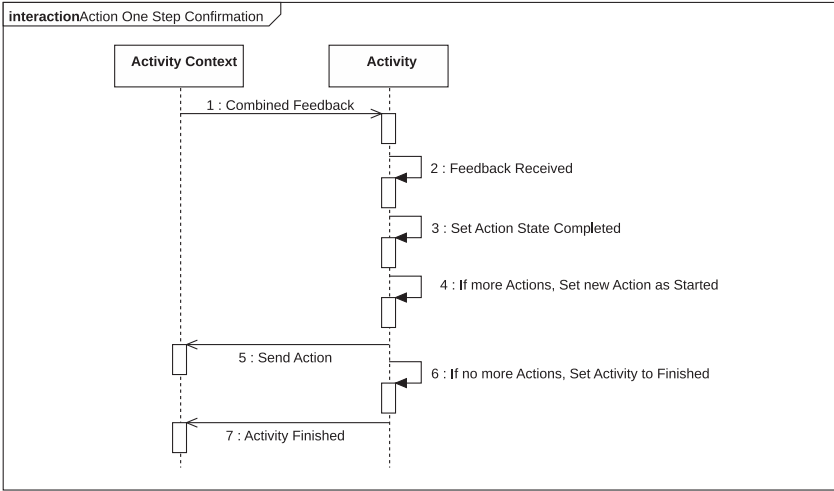 interactionAction One Step Confirmation
Activity Context
Activity
1 : Combined Feedback
2 : Feedback Received
3 : Set Action State Completed
4 : If more Actions, Set new Action as Started
5 : Send Action
6 : If no more Actions, Set Activity to Finished
7 : Activity Finished